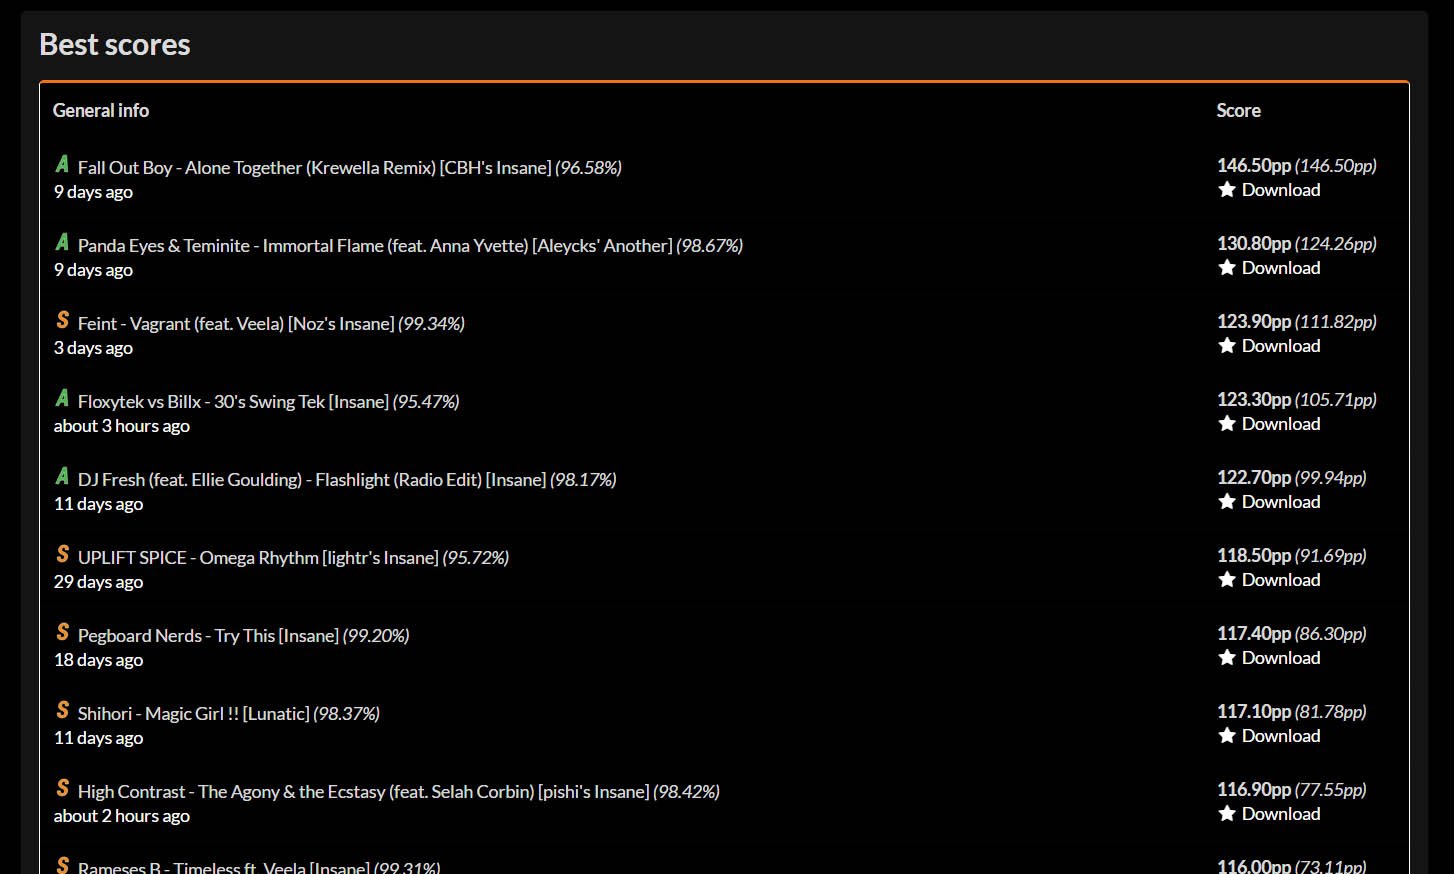 Best scores
General info Score
A Fall Out Boy - Alone Together (Krewella Remix) [CBH's Insane] (96.58%) 146.50pp (146.50pp)
9 days ago ★ Download
A Panda Eyes & Teminite - Immortal Flame (feat. Anna Yvette) [Aleycks' Another] (98.67%) 130.80pp (124.26pp)
9 days ago ★ Download
S Feint - Vagrant (feat. Veela) [Noz's Insane] (99.34%) 123.90pp (111.82pp)
3 days ago ★ Download
A Floxytek vs Billx - 30's Swing Tek [Insane] (95.47%) 123.30pp (105.71pp)
about 3 hours ago ★ Download
A DJ Fresh (feat. Ellie Goulding) - Flashlight (Radio Edit) [Insane] (98.17%) 122.70pp (99.94pp)
11 days ago ★ Download
S UPLIFT SPICE - Omega Rhythm [lightr's Insane] (95.72%) 118.50pp (91.69pp)
29 days ago ★ Download
S Pegboard Nerds - Try This [Insane] (99.20%) 117.40pp (86.30pp)
18 days ago ★ Download
S Shihori - Magic Girl !! [Lunatic] (98.37%) 117.10pp (81.78pp)
11 days ago ★ Download
S High Contrast - The Agony & the Ecstasy (feat. Selah Corbin) [pishi's Insane] (98.42%) 116.90pp (77.55pp)
about 2 hours ago ★ Download
S Rameses B - Timeless ft. Veela [Insane] (99.31%) 116.00pp (73.11pp)